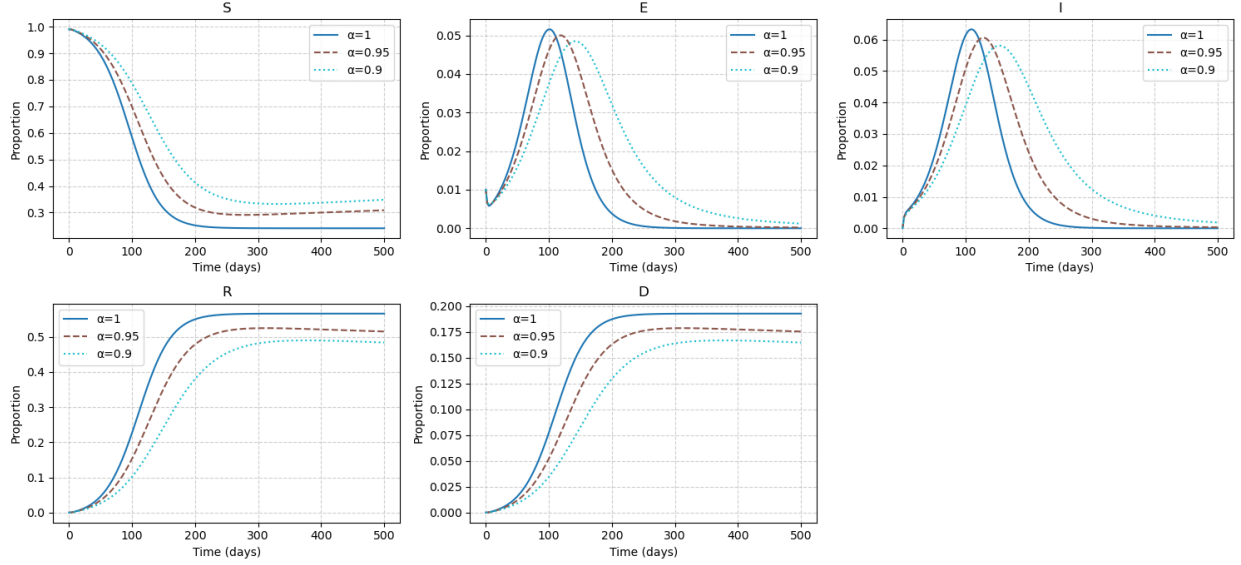 S
1.0
0.9
0.8
0.7
0.6
0.5
0.4
0.3
Proportion
0 100 200 300 400 500
Time (days)
α=1
α=0.95
α=0.9
E
0.05
0.04
0.03
0.02
0.01
0.00
Proportion
0 100 200 300 400 500
Time (days)
α=1
α=0.95
α=0.9
I
0.06
0.05
0.04
0.03
0.02
0.01
0.00
Proportion
0 100 200 300 400 500
Time (days)
α=1
α=0.95
α=0.9
R
0.5
0.4
0.3
0.2
0.1
0.0
Proportion
0 100 200 300 400 500
Time (days)
α=1
α=0.95
α=0.9
D
0.200
0.175
0.150
0.125
0.100
0.075
0.050
0.025
0.000
Proportion
0 100 200 300 400 500
Time (days)
α=1
α=0.95
α=0.9